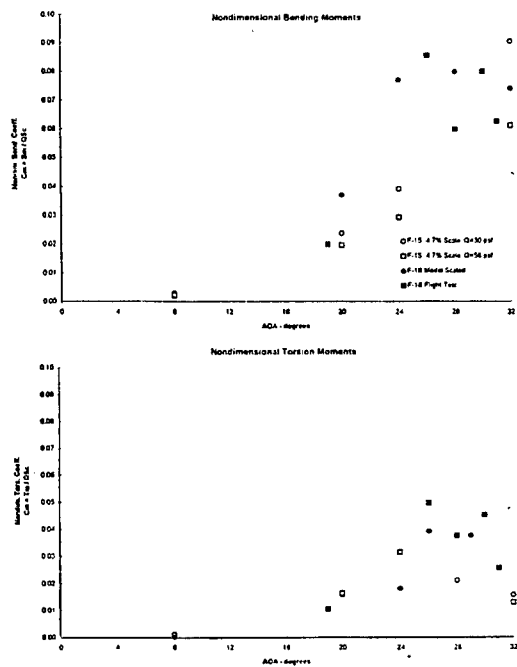 Nondimensional Bending Moments
0.10
0.09
0.08
0.07
0.06
0.05
0.04
0.03
0.02
0.01
0.00
Bend Coeff.
0 4 8 12 16 20 24 28 32
AOA - degrees
F-15 4.7% Scale Q=30 psf
F-15 4.7% Scale Q=56 psf
F-18 Model Scaled
F-18 Flight Test
Nondimensional Torsion Moments
0.10
0.09
0.08
0.07
0.06
0.05
0.04
0.03
0.02
0.01
0.00
Tors. Coeff.
0 4 8 12 16 20 24 28 32
AOA - degrees